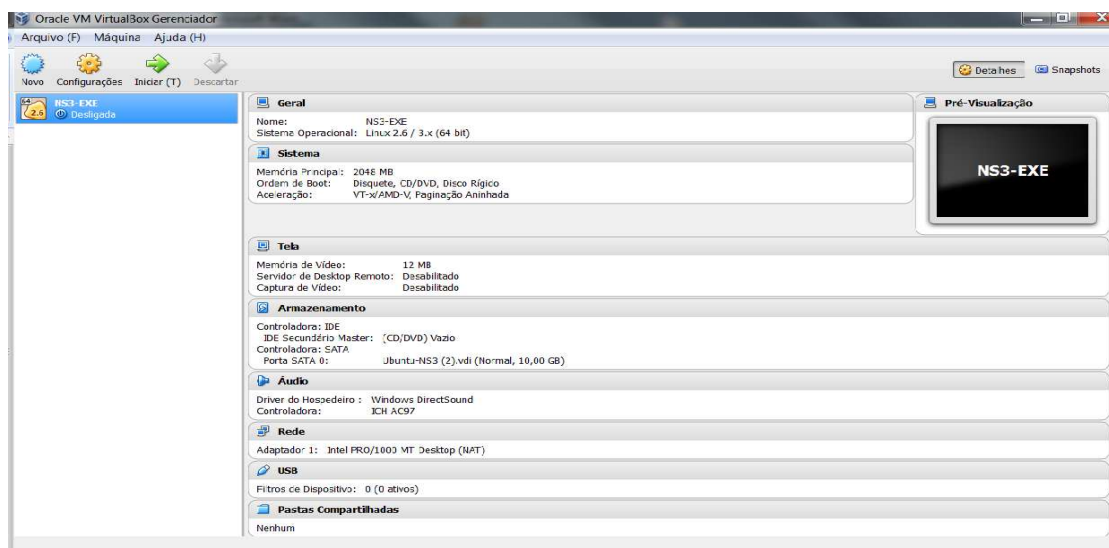 Oracle VM VirtualBox Gerenciador
Arquivo (F) Máquina Ajuda (H)
Novo Configurações Iniciar (T) Descartar
Detalhes Snapshots
64
2.6
NS3-EXE
Desligada
Geral
Nome: NS3-EXE
Sistema Operacional: Linux 2.6 / 3.x (64 bit)
Sistema
Memória Principal: 2048 MB
Ordem de Boot: Disquete, CD/DVD, Disco Rígico
Aceleração: VT-x/AMD-V, Paginação Aninhada
Pré-Visualização
NS3-EXE
Tela
Memória de Vídeo: 12 MB
Servidor de Desktop Remoto: Desabilitado
Captura de Vídeo: Desabilitado
Armazenamento
Controladora: IDE
IDE Secundário Master: [CD/DVD] Vazio
Controladora: SATA
Porta SATA 0: Ubuntu-NS3 (2).vdi (Normal, 10,00 GB)
Áudio
Driver do Hospedeiro : Windows DirectSound
Controladora: ICH AC97
Rede
Adaptador 1: Intel PRO/1000 MT Desktop (NAT)
USB
Filtros de Dispositivo: 0 (0 ativos)
Pastas Compartilhadas
Nenhum